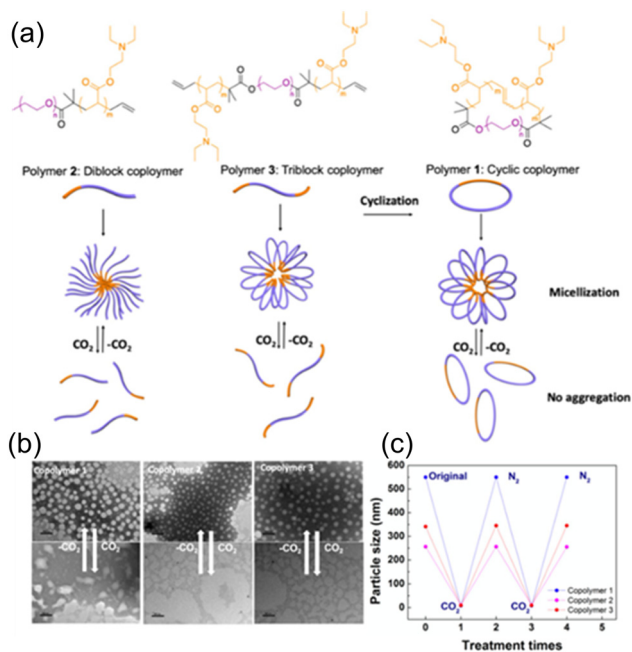 (a)
N
O
O
O
n
O
m
m
O
O
O
O
n
O
m
N
O
O
N
N
O
O
O
O
N
m
m
O
O
n
O
O
Polymer 2: Diblock coploymer
Polymer 3: Triblock coploymer
Polymer 1: Cyclic coploymer
Cyclization
Micellization
CO2
-CO2
CO2
-CO2
CO2
-CO2
No aggregation
(b)
Copolymer 1
Copolymer 2
Copolymer 3
-CO2
CO2
-CO2
CO2
-CO2
CO2
(c)
600
500
400
300
200
100
0
Particle size (nm)
Original
N2
N2
CO2
CO2
Copolymer 1
Copolymer 2
Copolymer 3
0 1 2 3 4 5
Treatment times